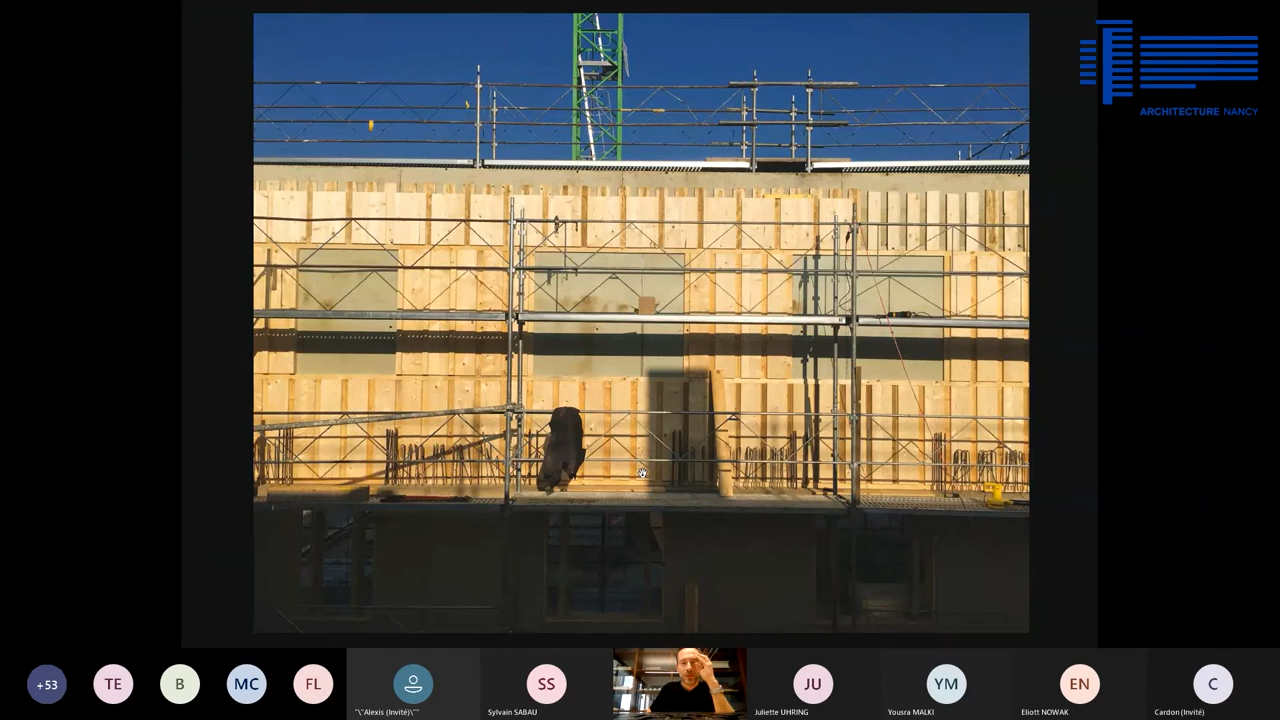 ARCHITECTURE NANCY
+53
TE
B
MC
FL
"\"Alexis (Invité)\""
SS
Sylvain SABAU
JU
Juliette UHRING
YM
Yousra MALKI
EN
Eliott NOWAK
C
Cardon (Invité)